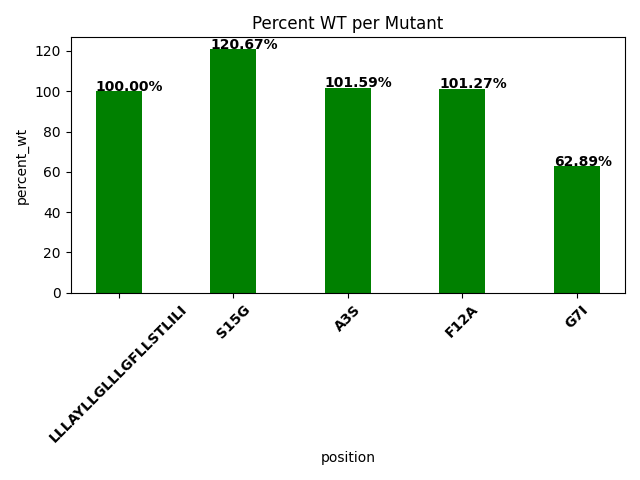 Percent WT per Mutant
percent_wt
120
100
80
60
40
20
0
100.00%
120.67%
101.59%
101.27%
62.89%
LLLAYLLGLLLGFLLSTLILI
S15G
A3S
F12A
G7I
position